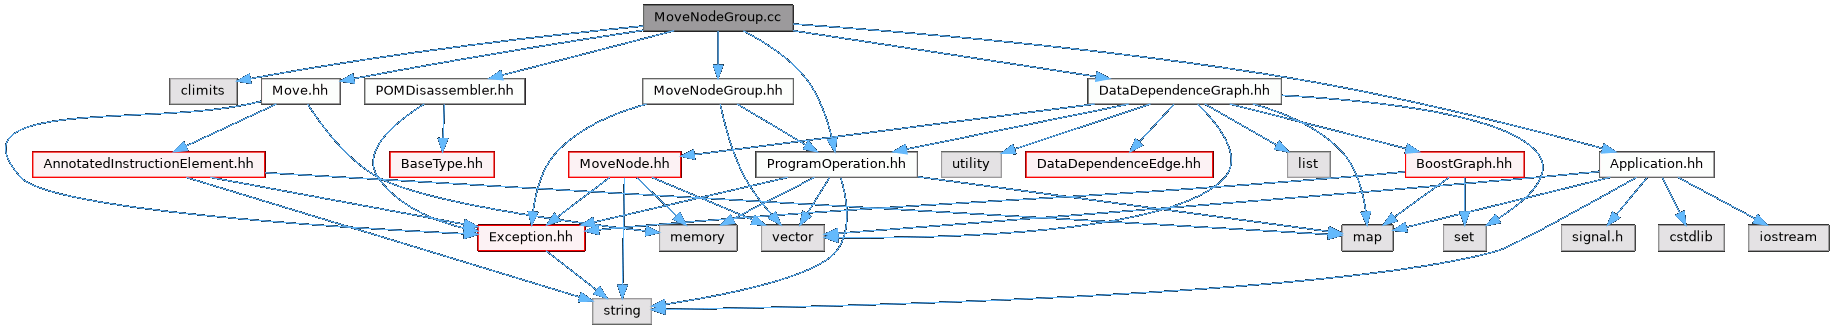 MoveNodeGroup.cc
climits
Move.hh
POMDisassembler.hh
MoveNodeGroup.hh
DataDependenceGraph.hh
AnnotatedInstructionElement.hh
BaseType.hh
MoveNode.hh
ProgramOperation.hh
utility
DataDependenceEdge.hh
list
BoostGraph.hh
Application.hh
Exception.hh
memory
vector
map
set
signal.h
cstdlib
iostream
string